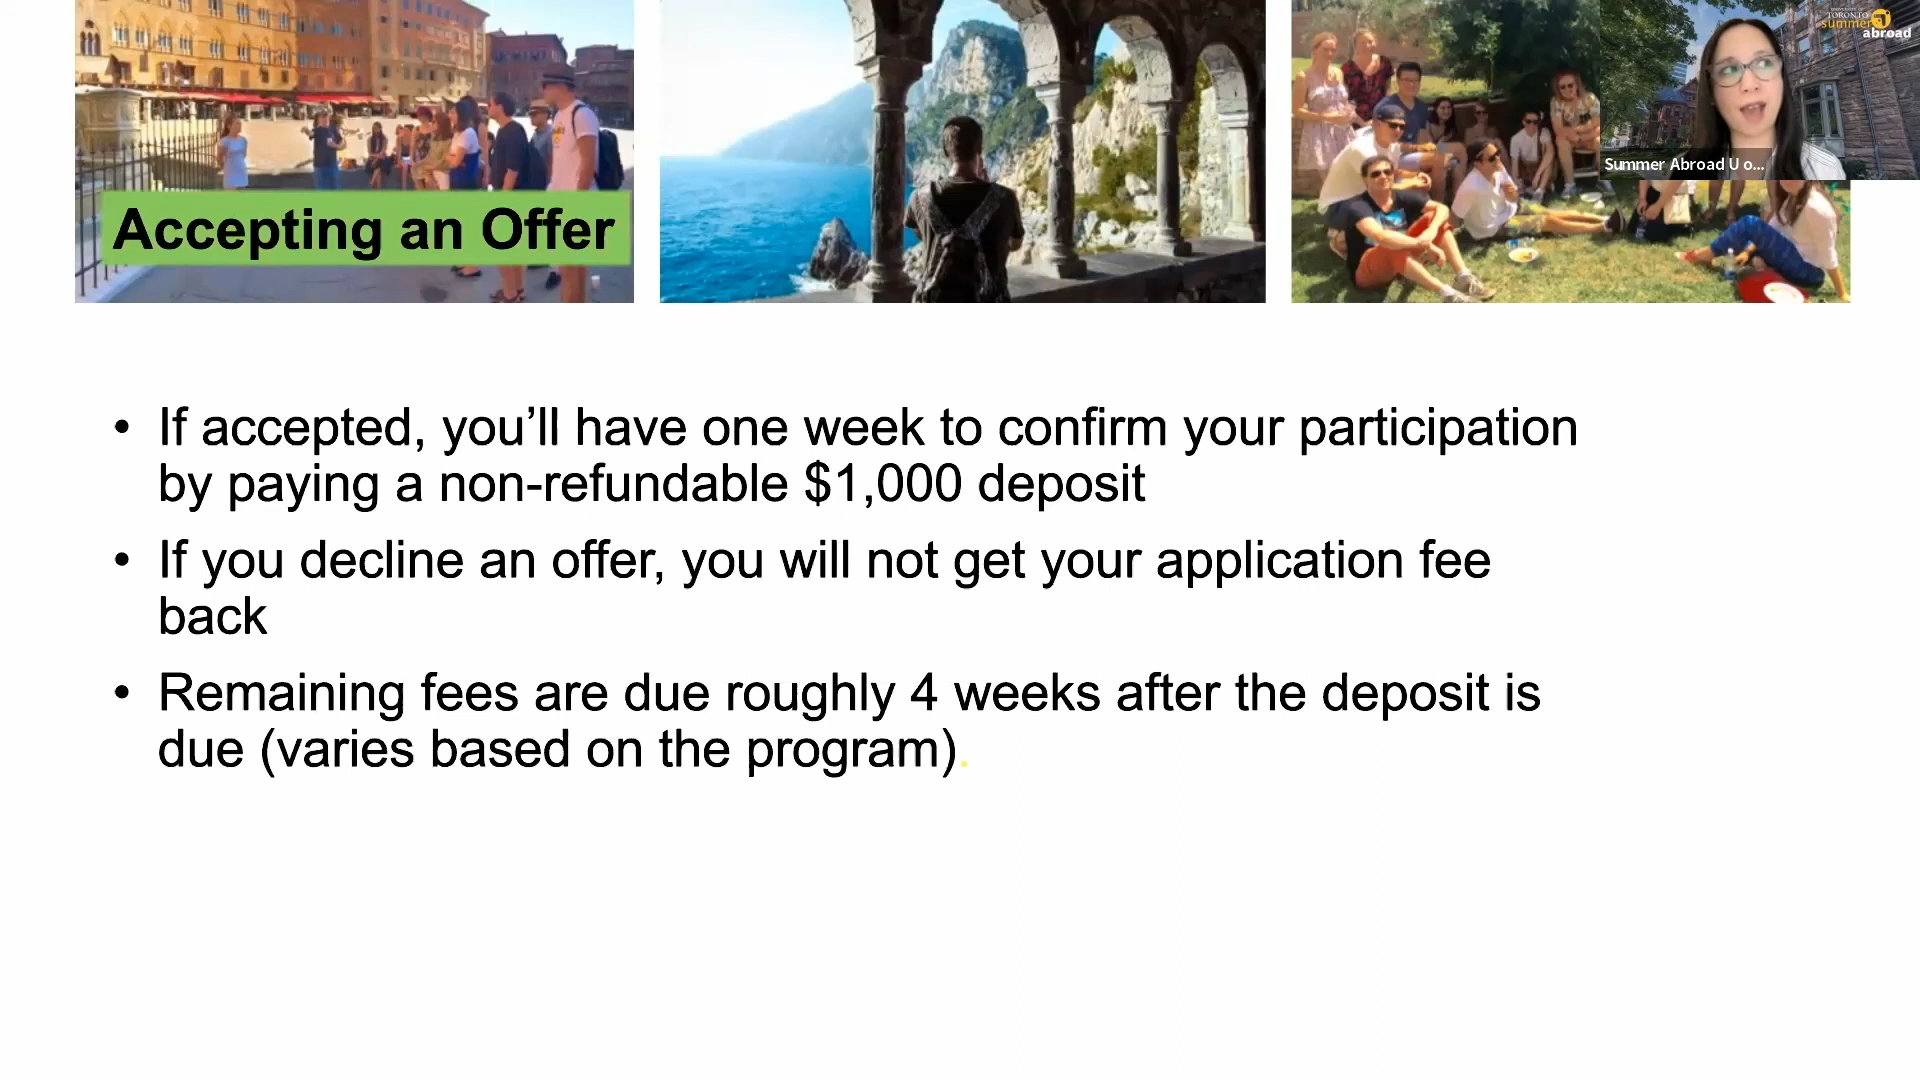 TORONTO
summer
abroad
Summer Abroad U o...
Accepting an Offer
• If accepted, you’ll have one week to confirm your participation
by paying a non-refundable $1,000 deposit
• If you decline an offer, you will not get your application fee
back
• Remaining fees are due roughly 4 weeks after the deposit is
due (varies based on the program).